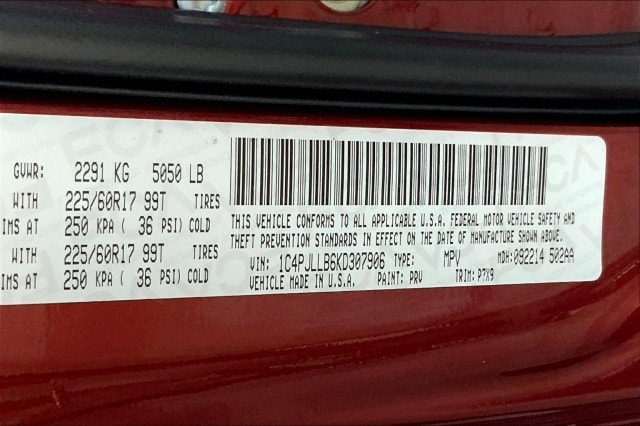 GVWR: 2291 KG 5050 LB
WITH 225/60R17 99T TIRES
IMS AT 250 KPA ( 36 PSI) COLD
WITH 225/60R17 99T TIRES
IMS AT 250 KPA ( 36 PSI) COLD
THIS VEHICLE CONFORMS TO ALL APPLICABLE U.S.A. FEDERAL MOTOR VEHICLE SAFETY AND
THEFT PREVENTION STANDARDS IN EFFECT ON THE DATE OF MANUFACTURE SHOWN ABOVE.
VIN: 1C4PJLLB6KD307906 TYPE: MPV MDH:092214 502AA
VEHICLE MADE IN U.S.A. PAINT: PRV TRIM: P7X9